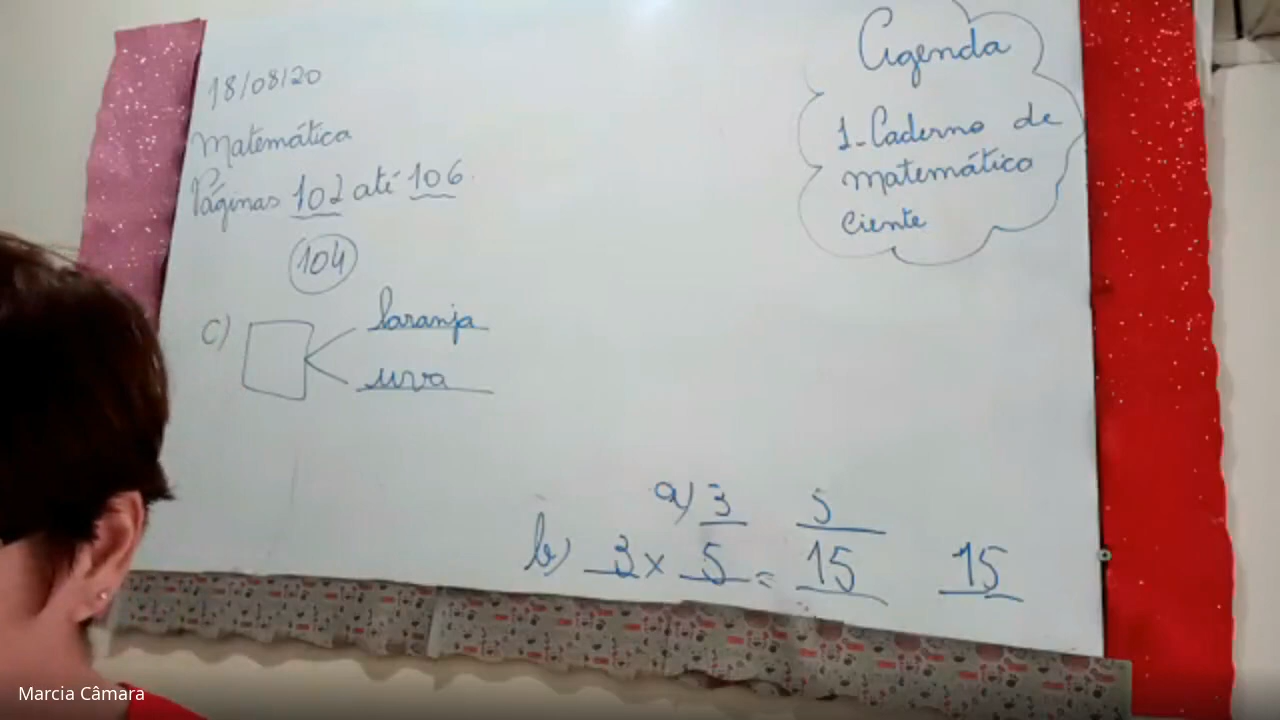 18/08/20
Matemática
Páginas 102 até 106.
104
c)
laranja
uva
a) 3 5
b) 3 x 5 = 15 15
Agenda
1-Caderno de
matemático
Ciente
Marcia Câmara